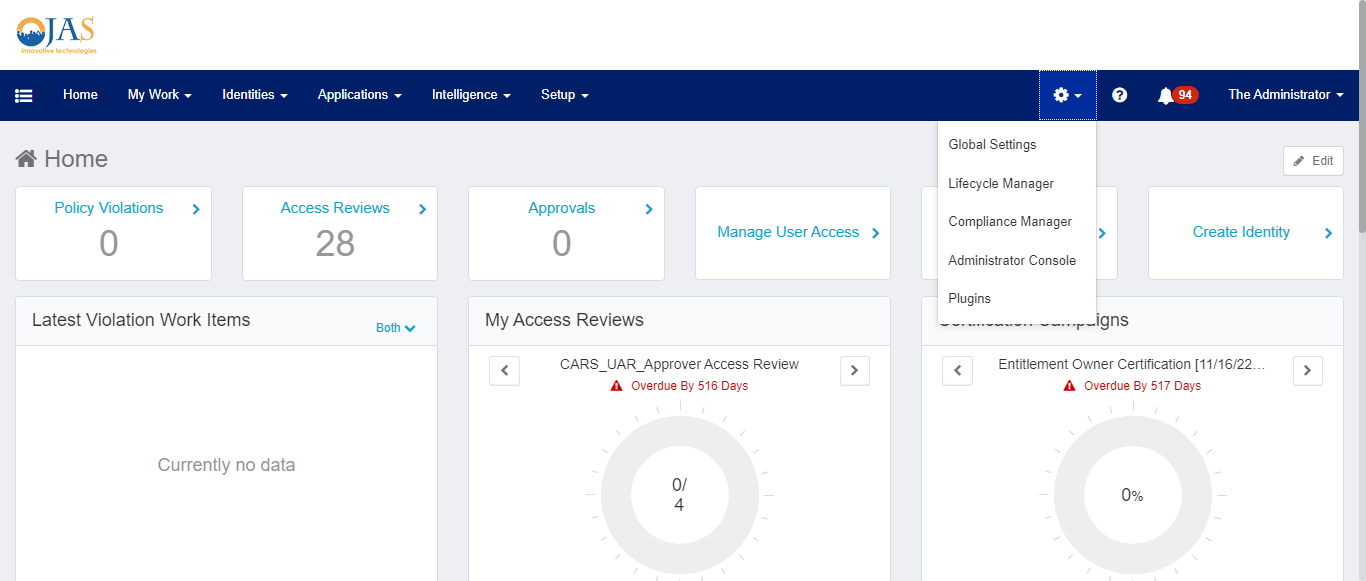 OJAS
innovative technologies
Home
My Work
Identities
Applications
Intelligence
Setup
94
The Administrator
Global Settings
Lifecycle Manager
Compliance Manager
Administrator Console
Plugins
Home
Edit
Policy Violations
0
Access Reviews
28
Approvals
0
Manage User Access
Create Identity
Latest Violation Work Items
Both
Currently no data
My Access Reviews
CARS_UAR_Approver Access Review
Overdue By 516 Days
0/
4
Certification Campaigns
Entitlement Owner Certification [11/16/22…
Overdue By 517 Days
0%